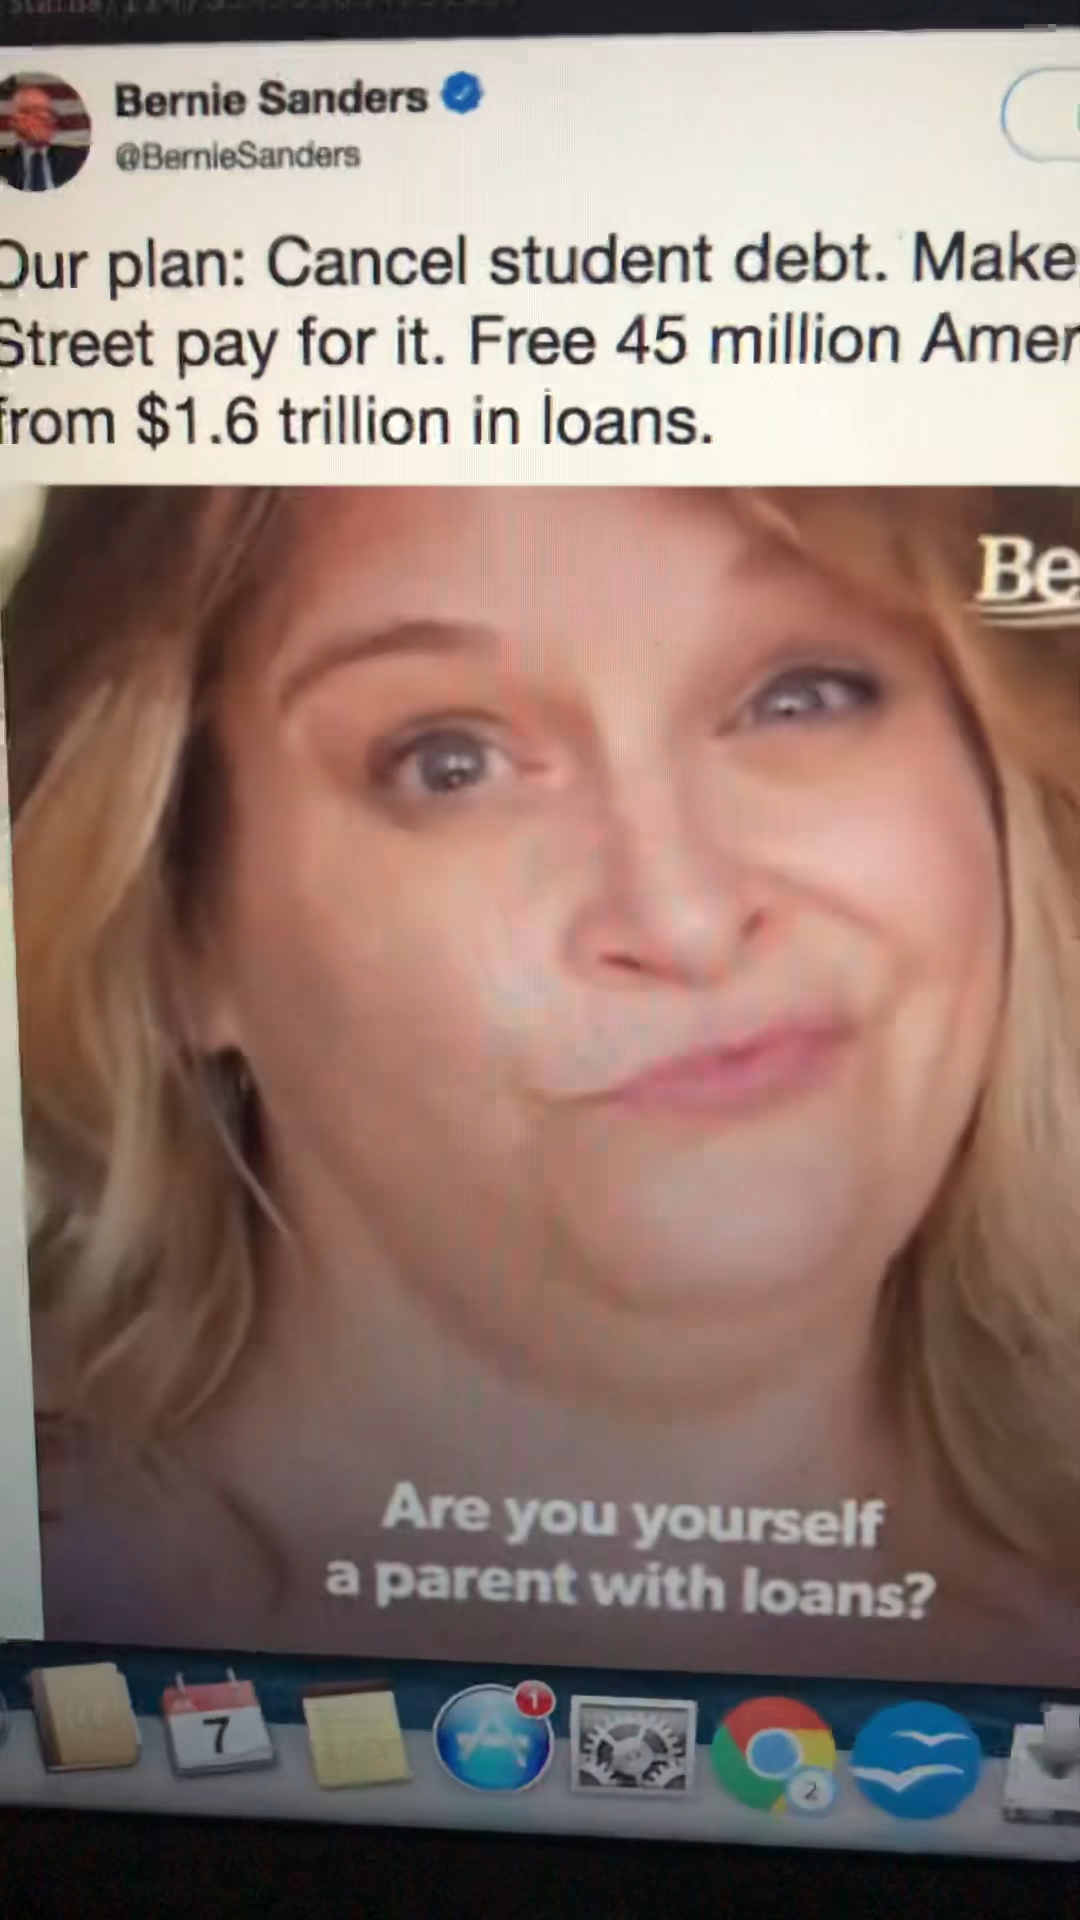 Bernie Sanders
@BernieSanders
Our plan: Cancel student debt. Make
Street pay for it. Free 45 million Amer
from $1.6 trillion in loans.
Be
Are you yourself
a parent with loans?
7
1
2